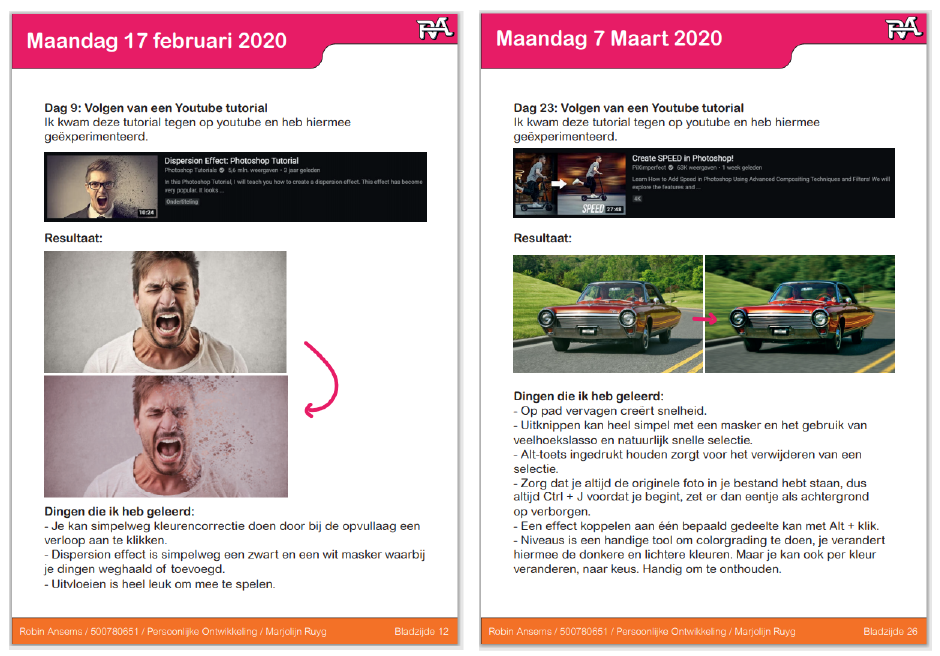 Maandag 17 februari 2020
Dag 9: Volgen van een Youtube tutorial
Ik kwam deze tutorial tegen op youtube en heb hiermee
geëxperimenteerd.
Dispersion Effect: Photoshop Tutorial
Photoshop Tutorials 5,6 mln. weergaven · 3 jaar geleden
In this Photoshop Tutorial, I will teach you how to create a dispersion effect. This effect has become
very popular. It looks ...
Ondertiteling
18:24
Resultaat:
Dingen die ik heb geleerd:
- Je kan simpelweg kleurencorrectie doen door bij de opvullaag een
verloop aan te klikken.
- Dispersion effect is simpelweg een zwart en een wit masker waarbij
je dingen weghaald of toevoegd.
- Uitvloeien is heel leuk om mee te spelen.
Robin Ansems / 500780651 / Persoonlijke Ontwikkeling / Marjolijn Ruyg
Bladzijde 12
Maandag 7 Maart 2020
Dag 23: Volgen van een Youtube tutorial
Ik kwam deze tutorial tegen op youtube en heb hiermee
geëxperimenteerd.
Create SPEED in Photoshop!
PiXimperfect 63K weergaven · 1 week geleden
Learn How to Add Speed in Photoshop Using Advanced Compositing Techniques and Filters! We will
explore the features and ...
4K
SPEED 27:48
Resultaat:
Dingen die ik heb geleerd:
- Op pad vervagen creërt snelheid.
- Uitknippen kan heel simpel met een masker en het gebruik van
veelhoekslasso en natuurlijk snelle selectie.
- Alt-toets ingedrukt houden zorgt voor het verwijderen van een
selectie.
- Zorg dat je altijd de originele foto in je bestand hebt staan, dus
altijd Ctrl + J voordat je begint, zet er dan eentje als achtergrond
op verborgen.
- Een effect koppelen aan één bepaald gedeelte kan met Alt + klik.
- Niveaus is een handige tool om colorgrading te doen, je verandert
hiermee de donkere en lichtere kleuren. Maar je kan ook per kleur
veranderen, naar keus. Handig om te onthouden.
Robin Ansems / 500780651 / Persoonlijke Ontwikkeling / Marjolijn Ruyg
Bladzijde 26